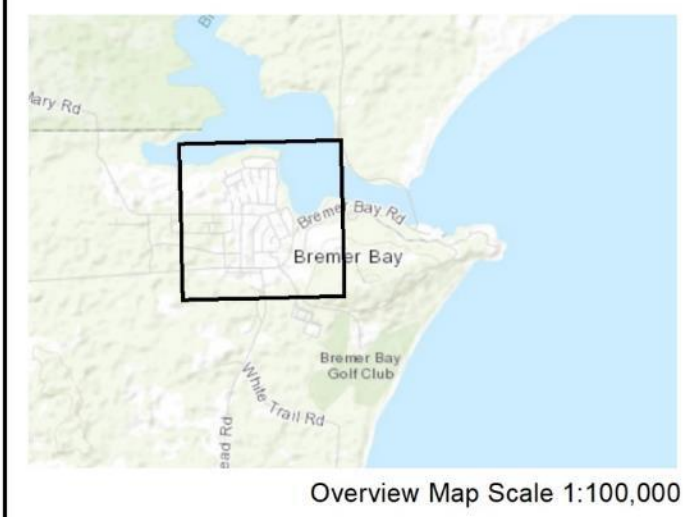 Mary Rd
Bremer Bay Rd
Bremer Bay
Bremer Bay
Golf Club
White Trail Rd
ead Rd
Overview Map Scale 1:100,000